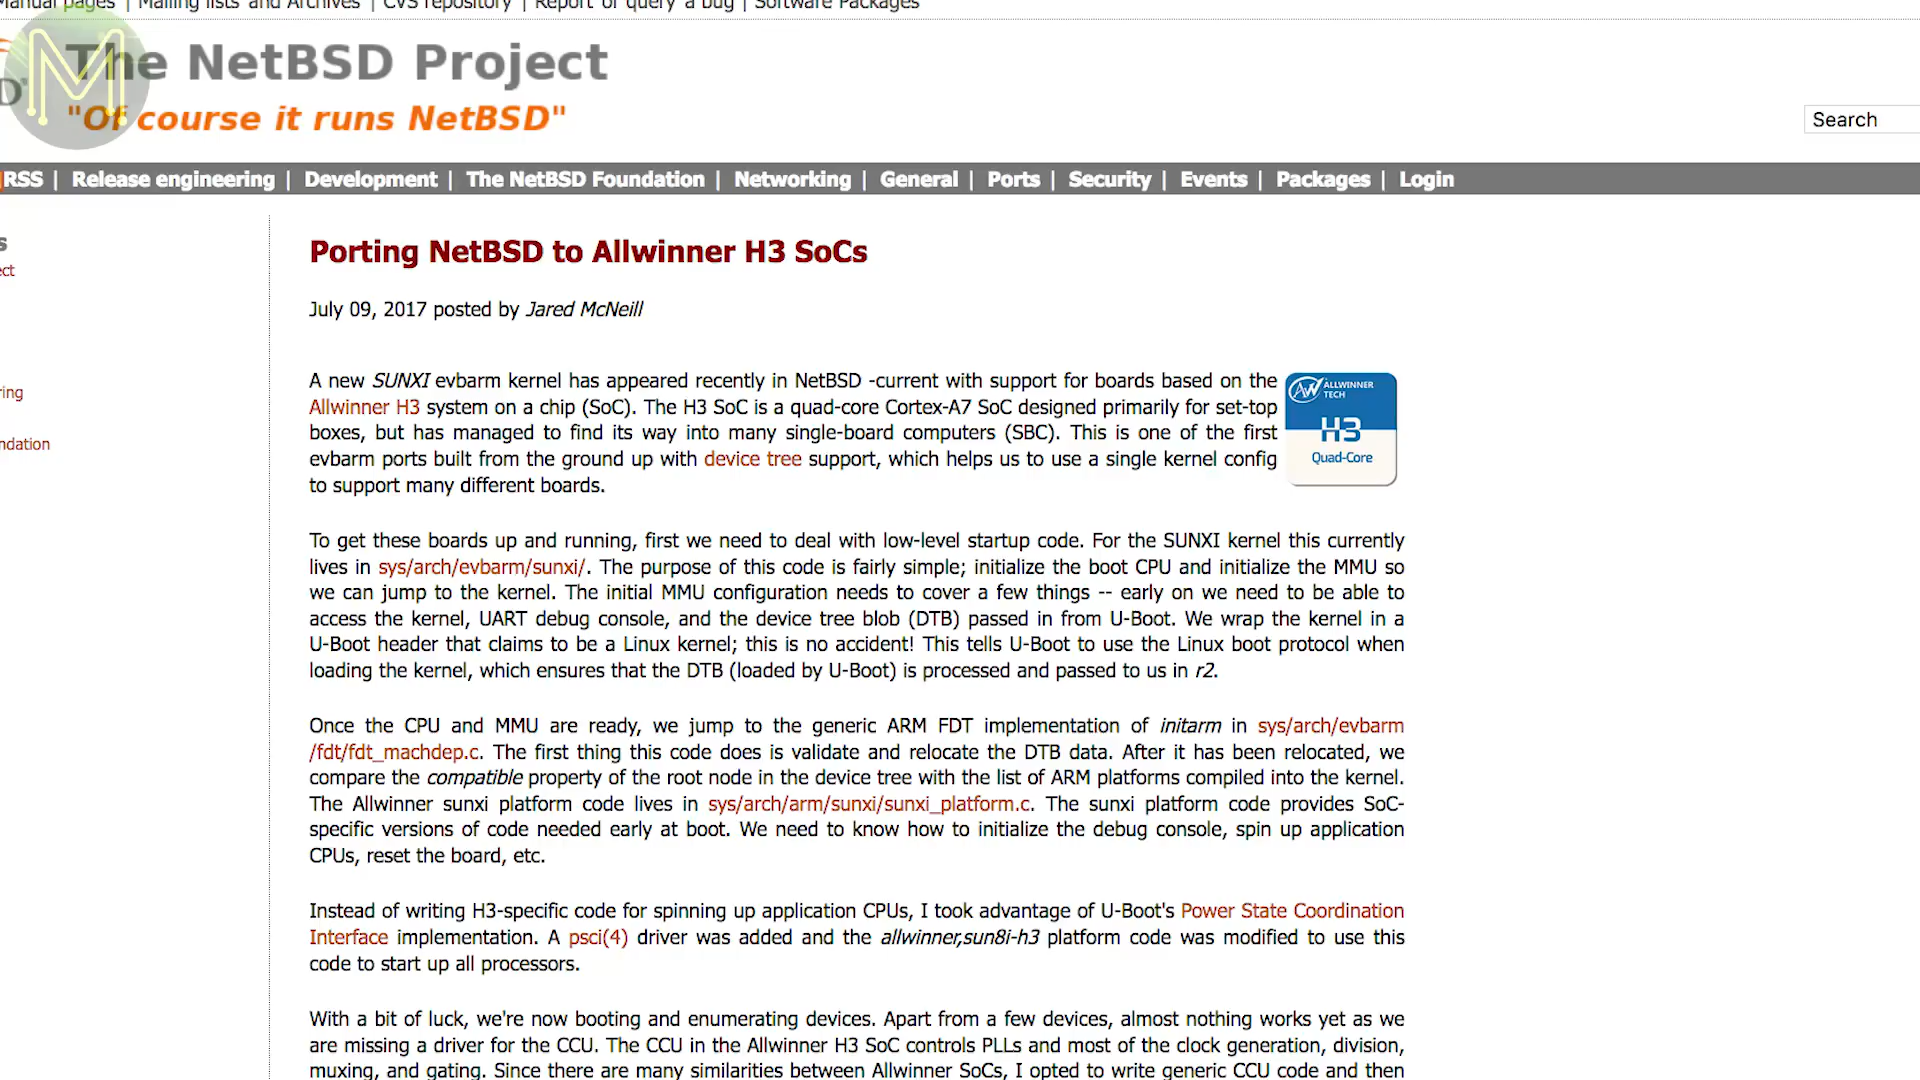 Manual pages | Mailing lists and Archives | CVS repository | Report or query a bug | Software Packages
The NetBSD Project
"Of course it runs NetBSD"
Search
RSS | Release engineering | Development | The NetBSD Foundation | Networking | General | Ports | Security | Events | Packages | Login
Porting NetBSD to Allwinner H3 SoCs
July 09, 2017 posted by Jared McNeill
A new SUNXI evbarm kernel has appeared recently in NetBSD -current with support for boards based on the
Allwinner H3 system on a chip (SoC). The H3 SoC is a quad-core Cortex-A7 SoC designed primarily for set-top
boxes, but has managed to find its way into many single-board computers (SBC). This is one of the first
evbarm ports built from the ground up with device tree support, which helps us to use a single kernel config
to support many different boards.
ALLWINNER
TECH
H3
Quad-Core
To get these boards up and running, first we need to deal with low-level startup code. For the SUNXI kernel this currently
lives in sys/arch/evbarm/sunxi/. The purpose of this code is fairly simple; initialize the boot CPU and initialize the MMU so
we can jump to the kernel. The initial MMU configuration needs to cover a few things -- early on we need to be able to
access the kernel, UART debug console, and the device tree blob (DTB) passed in from U-Boot. We wrap the kernel in a
U-Boot header that claims to be a Linux kernel; this is no accident! This tells U-Boot to use the Linux boot protocol when
loading the kernel, which ensures that the DTB (loaded by U-Boot) is processed and passed to us in r2.
Once the CPU and MMU are ready, we jump to the generic ARM FDT implementation of initarm in sys/arch/evbarm
/fdt/fdt_machdep.c. The first thing this code does is validate and relocate the DTB data. After it has been relocated, we
compare the compatible property of the root node in the device tree with the list of ARM platforms compiled into the kernel.
The Allwinner sunxi platform code lives in sys/arch/arm/sunxi/sunxi_platform.c. The sunxi platform code provides SoC-
specific versions of code needed early at boot. We need to know how to initialize the debug console, spin up application
CPUs, reset the board, etc.
Instead of writing H3-specific code for spinning up application CPUs, I took advantage of U-Boot's Power State Coordination
Interface implementation. A psci(4) driver was added and the allwinner,sun8i-h3 platform code was modified to use this
code to start up all processors.
With a bit of luck, we're now booting and enumerating devices. Apart from a few devices, almost nothing works yet as we
are missing a driver for the CCU. The CCU in the Allwinner H3 SoC controls PLLs and most of the clock generation, division,
muxing, and gating. Since there are many similarities between Allwinner SoCs, I opted to write generic CCU code and then